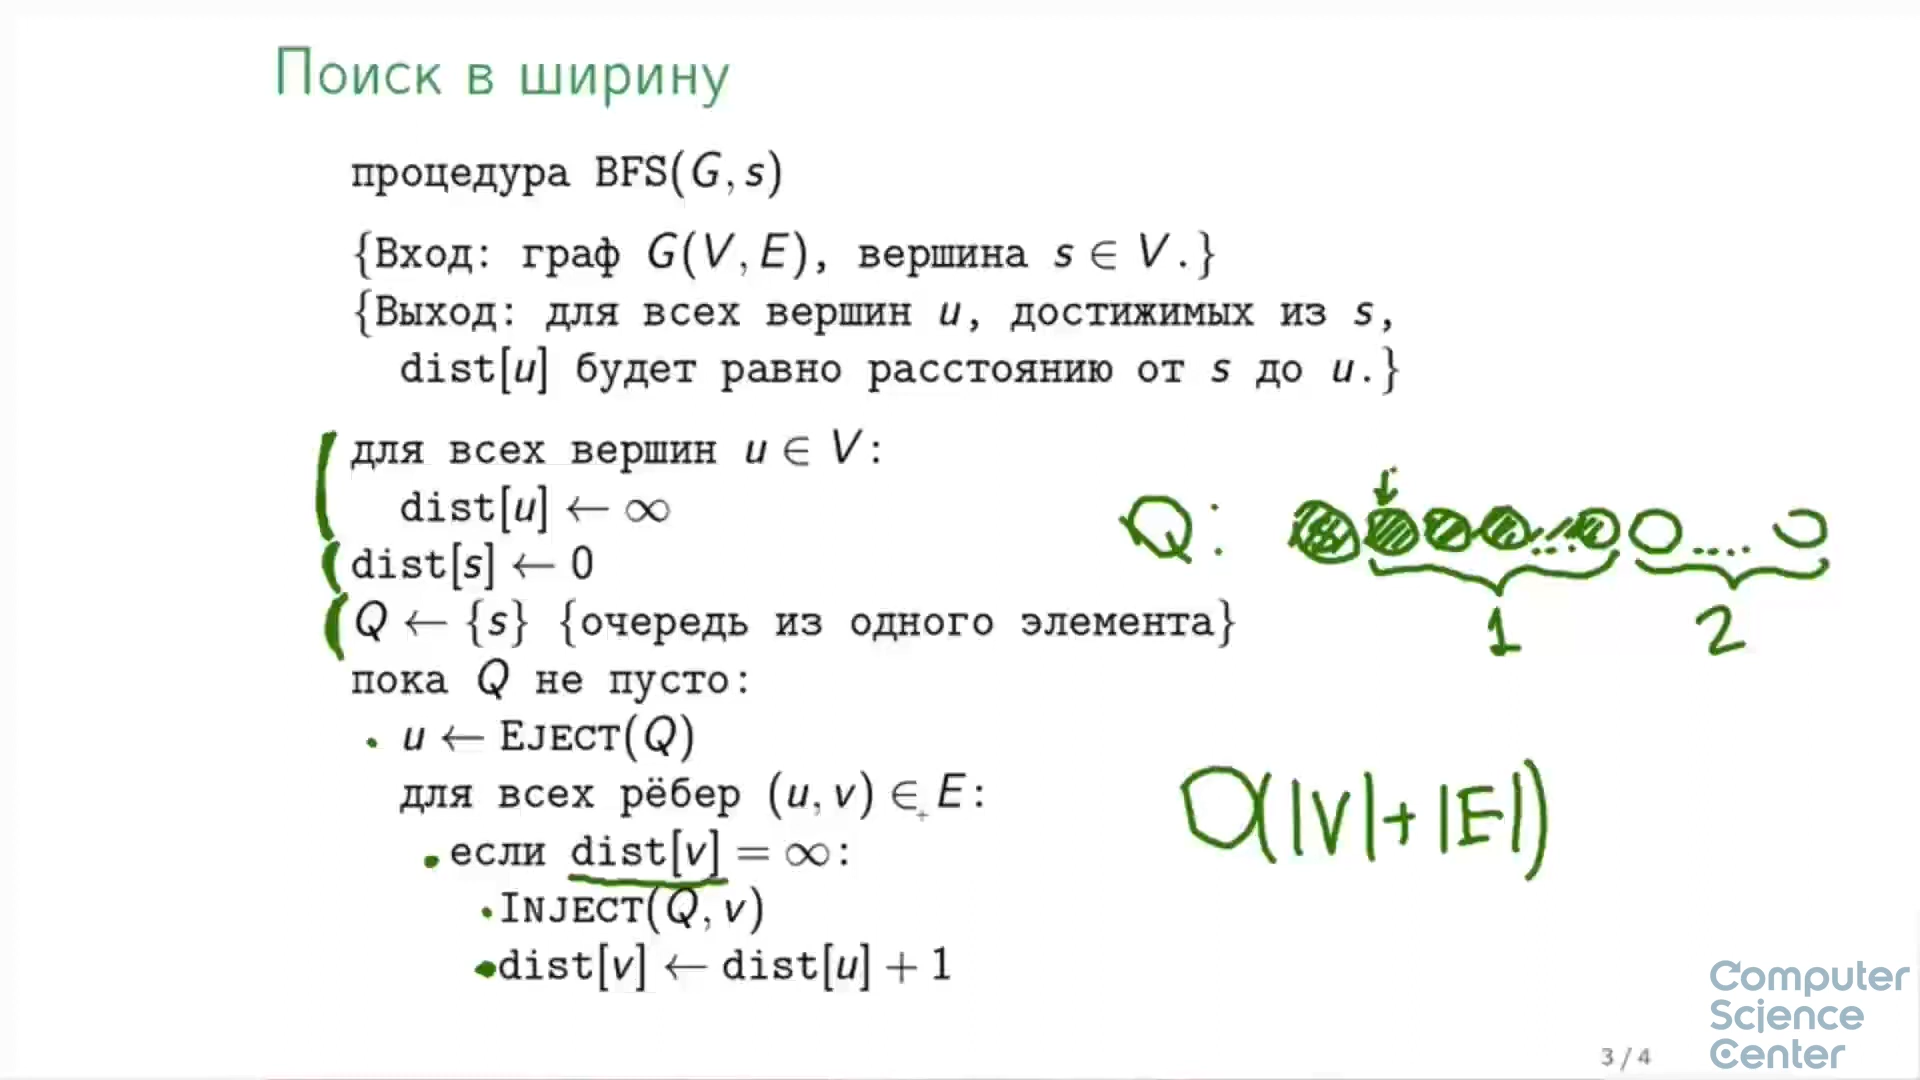 Поиск в ширину
процедура BFS(G, s)
{Вход: граф G(V, E), вершина s ∈ V.}
{Выход: для всех вершин u, достижимых из s,
dist[u] будет равно расстоянию от s до u.}
для всех вершин u ∈ V:
dist[u] ← ∞
dist[s] ← 0
Q ← {s} {очередь из одного элемента}
пока Q не пусто:
u ← EJECT(Q)
для всех рёбер (u, v) ∈ E:
если dist[v] = ∞:
INJECT(Q, v)
dist[v] ← dist[u] + 1
Q:
1 2
O(|V|+|E|)
Computer
Science
Center
3 / 4